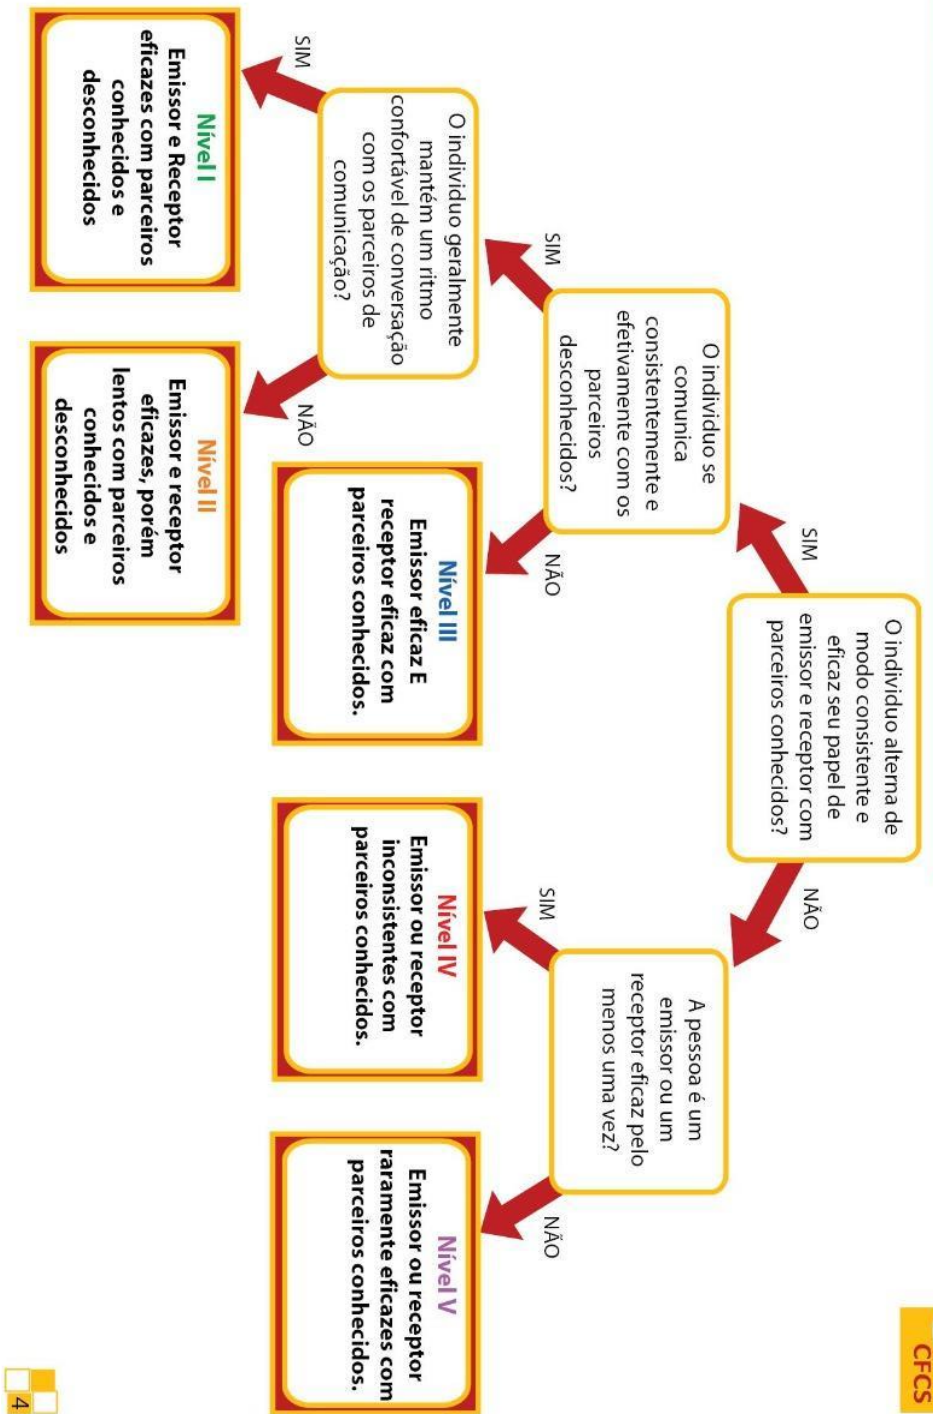 CFCS
O individuo alterna de
modo consistente e
eficaz seu papel de
emissor e receptor com
parceiros conhecidos?
SIM
NÃO
O individuo se
comunica
consistentemente e
efetivamente com os
parceiros
desconhecidos?
A pessoa é um
emissor ou um
receptor eficaz pelo
menos uma vez?
SIM
NÃO
SIM
NÃO
O individuo geralmente
mantém um ritmo
confortável de conversação
com os parceiros de
comunicação?
Nível III
Emissor eficaz E
receptor eficaz com
parceiros conhecidos.
Nível IV
Emissor ou receptor
inconsistentes com
parceiros conhecidos.
Nível V
Emissor ou receptor
raramente eficazes com
parceiros conhecidos.
SIM
NÃO
Nível I
Emissor e Receptor
eficazes com parceiros
conhecidos e
desconhecidos
Nível II
Emissor e receptor
eficazes, porém
lentos com parceiros
conhecidos e
desconhecidos
4